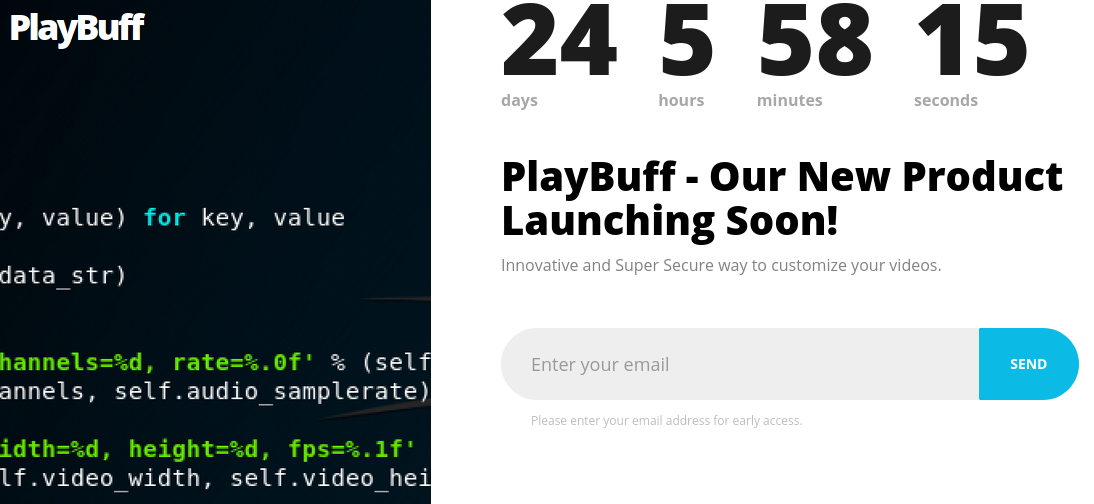 PlayBuff
y, value) for key, value
data_str)
hannels=%d, rate=%.0f' % (self
annels, self.audio_samplerate)
idth=%d, height=%d, fps=%.1f'
lf.video_width, self.video_hei
24 5 58 15
days hours minutes seconds
PlayBuff - Our New Product
Launching Soon!
Innovative and Super Secure way to customize your videos.
Enter your email SEND
Please enter your email address for early access.